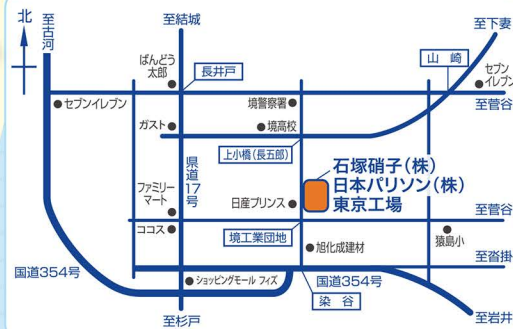 北
至古河
至結城
至下妻
ばんどう
太郎
長井戸
山崎
セブン
イレブン
セブンイレブン
境警察署
至菅谷
ガスト
境高校
上小橋(長五郎)
県道17号
石塚硝子(株)
日本パリソン(株)
東京工場
ファミリー
マート
日産プリンス
至菅谷
ココス
境工業団地
旭化成建材
猿島小
至沓掛
国道354号
ショッピングモール フィズ
国道354号
染谷
至杉戸
至岩井